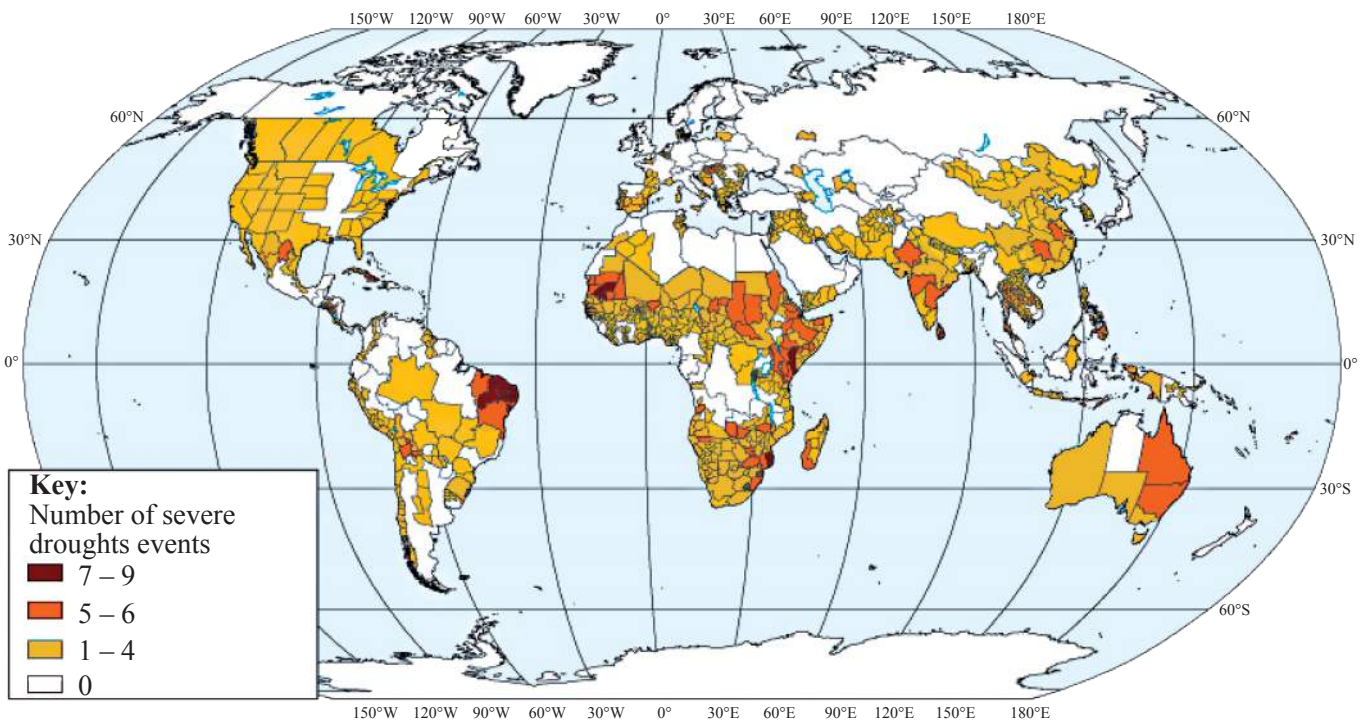 150°W 120°W 90°W 60°W 30°W 0° 30°E 60°E 90°E 120°E 150°E 180°E
60°N 60°N
30°N 30°N
0° 0°
30°S
60°S
Key:
Number of severe
droughts events
7 – 9
5 – 6
1 – 4
0
150°W 120°W 90°W 60°W 30°W 0° 30°E 60°E 90°E 120°E 150°E 180°E